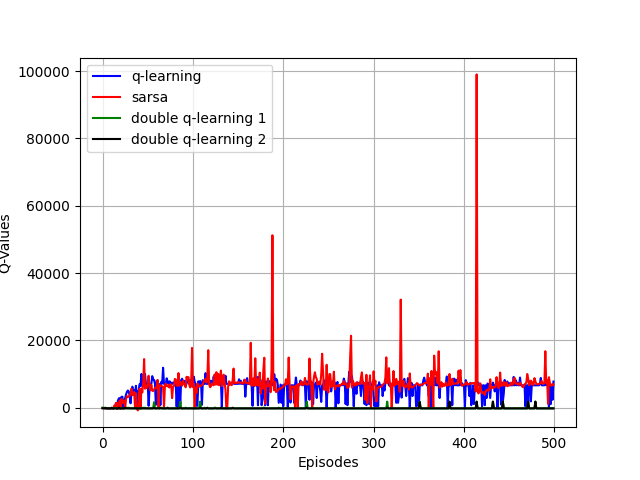 100000
80000
60000
40000
20000
0
Q-Values
q-learning
sarsa
double q-learning 1
double q-learning 2
0 100 200 300 400 500
Episodes